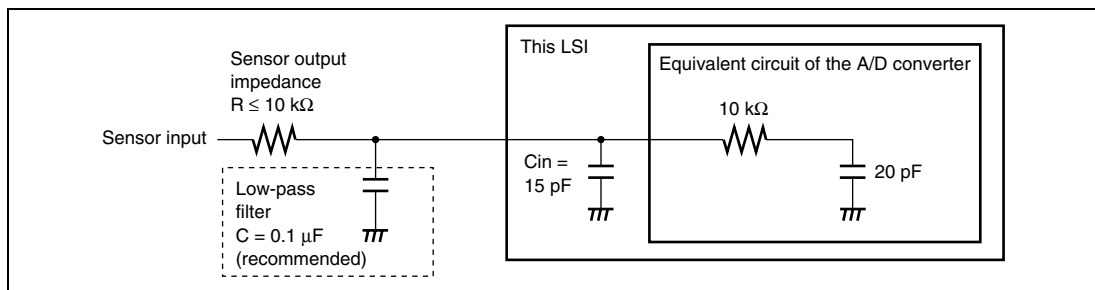 This LSI
Sensor output
impedance
R ≤ 10 kΩ
Equivalent circuit of the A/D converter
10 kΩ
Sensor input
Cin =
15 pF
20 pF
Low-pass
filter
C = 0.1 μF
(recommended)